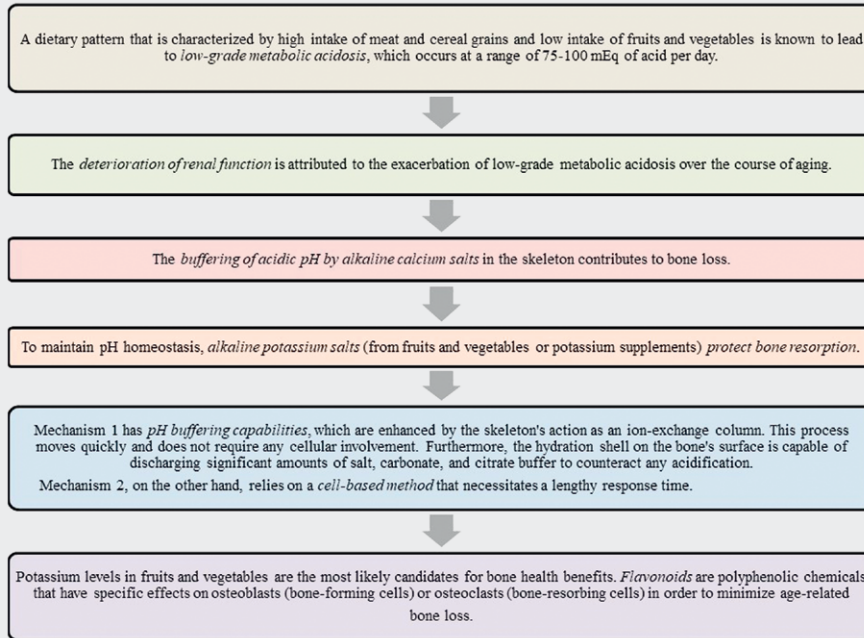 A dietary pattern that is characterized by high intake of meat and cereal grains and low intake of fruits and vegetables is known to lead
to low-grade metabolic acidosis, which occurs at a range of 75-100 mEq of acid per day.
The deterioration of renal function is attributed to the exacerbation of low-grade metabolic acidosis over the course of aging.
The buffering of acidic pH by alkaline calcium salts in the skeleton contributes to bone loss.
To maintain pH homeostasis, alkaline potassium salts (from fruits and vegetables or potassium supplements) protect bone resorption.
Mechanism 1 has pH buffering capabilities, which are enhanced by the skeleton's action as an ion-exchange column. This process
moves quickly and does not require any cellular involvement. Furthermore, the hydration shell on the bone's surface is capable of
discharging significant amounts of salt, carbonate, and citrate buffer to counteract any acidification.
Mechanism 2, on the other hand, relies on a cell-based method that necessitates a lengthy response time.
Potassium levels in fruits and vegetables are the most likely candidates for bone health benefits. Flavonoids are polyphenolic chemicals
that have specific effects on osteoblasts (bone-forming cells) or osteoclasts (bone-resorbing cells) in order to minimize age-related
bone loss.